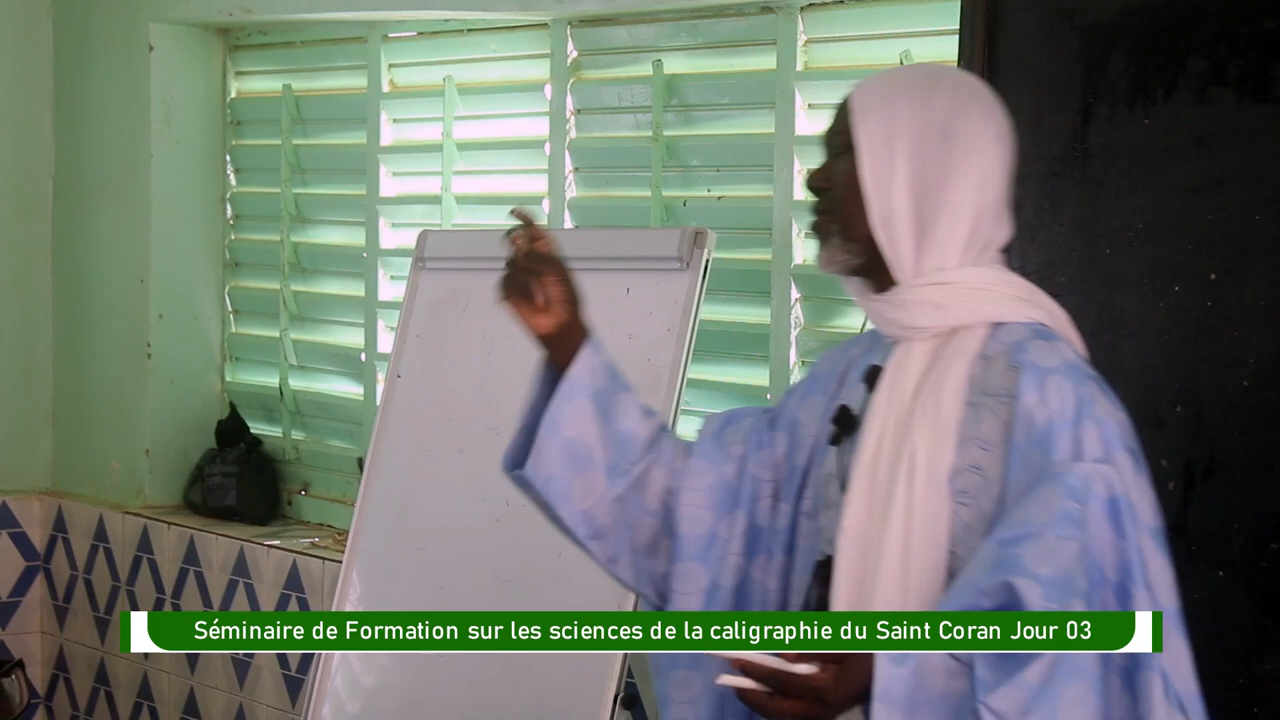 Séminaire de Formation sur les sciences de la caligraphie du Saint Coran Jour 03